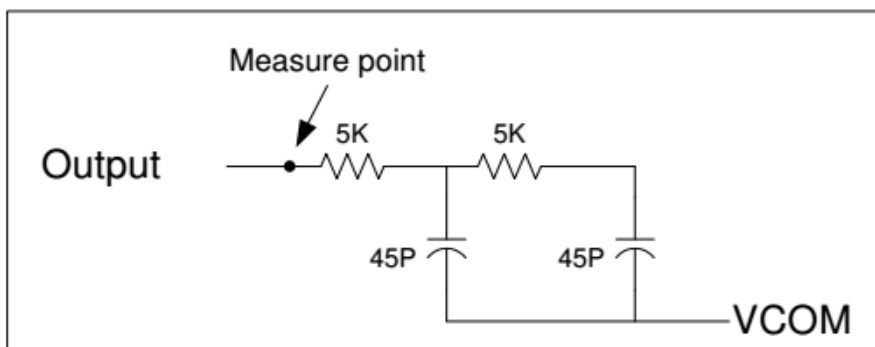 Measure point
5K
5K
Output
45P
45P
VCOM